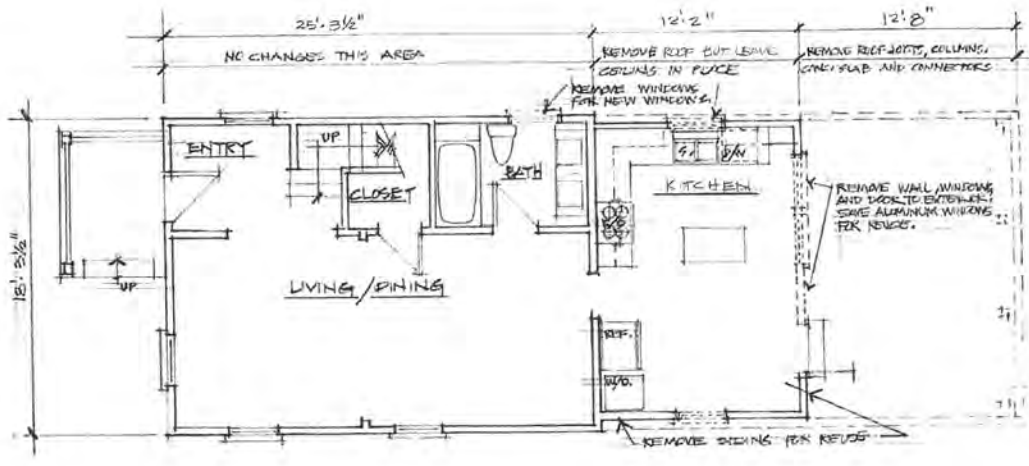 25'-3½"
12'-2"
12'-8"
NO CHANGES THIS AREA
REMOVE ROOF BUT LEAVE
CEILING IN PLACE
REMOVE ROOF JOISTS, COLUMNS,
CONC. SLAB AND CONNECTORS
REMOVE WINDOWS
FOR NEW WINDOWS
ENTRY
UP
CLOSET
BATH
S.
D/W
KITCHEN
REMOVE WALL, WINDOWS
AND DOOR TO EXTERIOR.
SAVE ALUMINUM WINDOWS
FOR REUSE.
18'-3½"
UP
LIVING/DINING
REF.
W/D.
REMOVE SIDING FOR REUSE